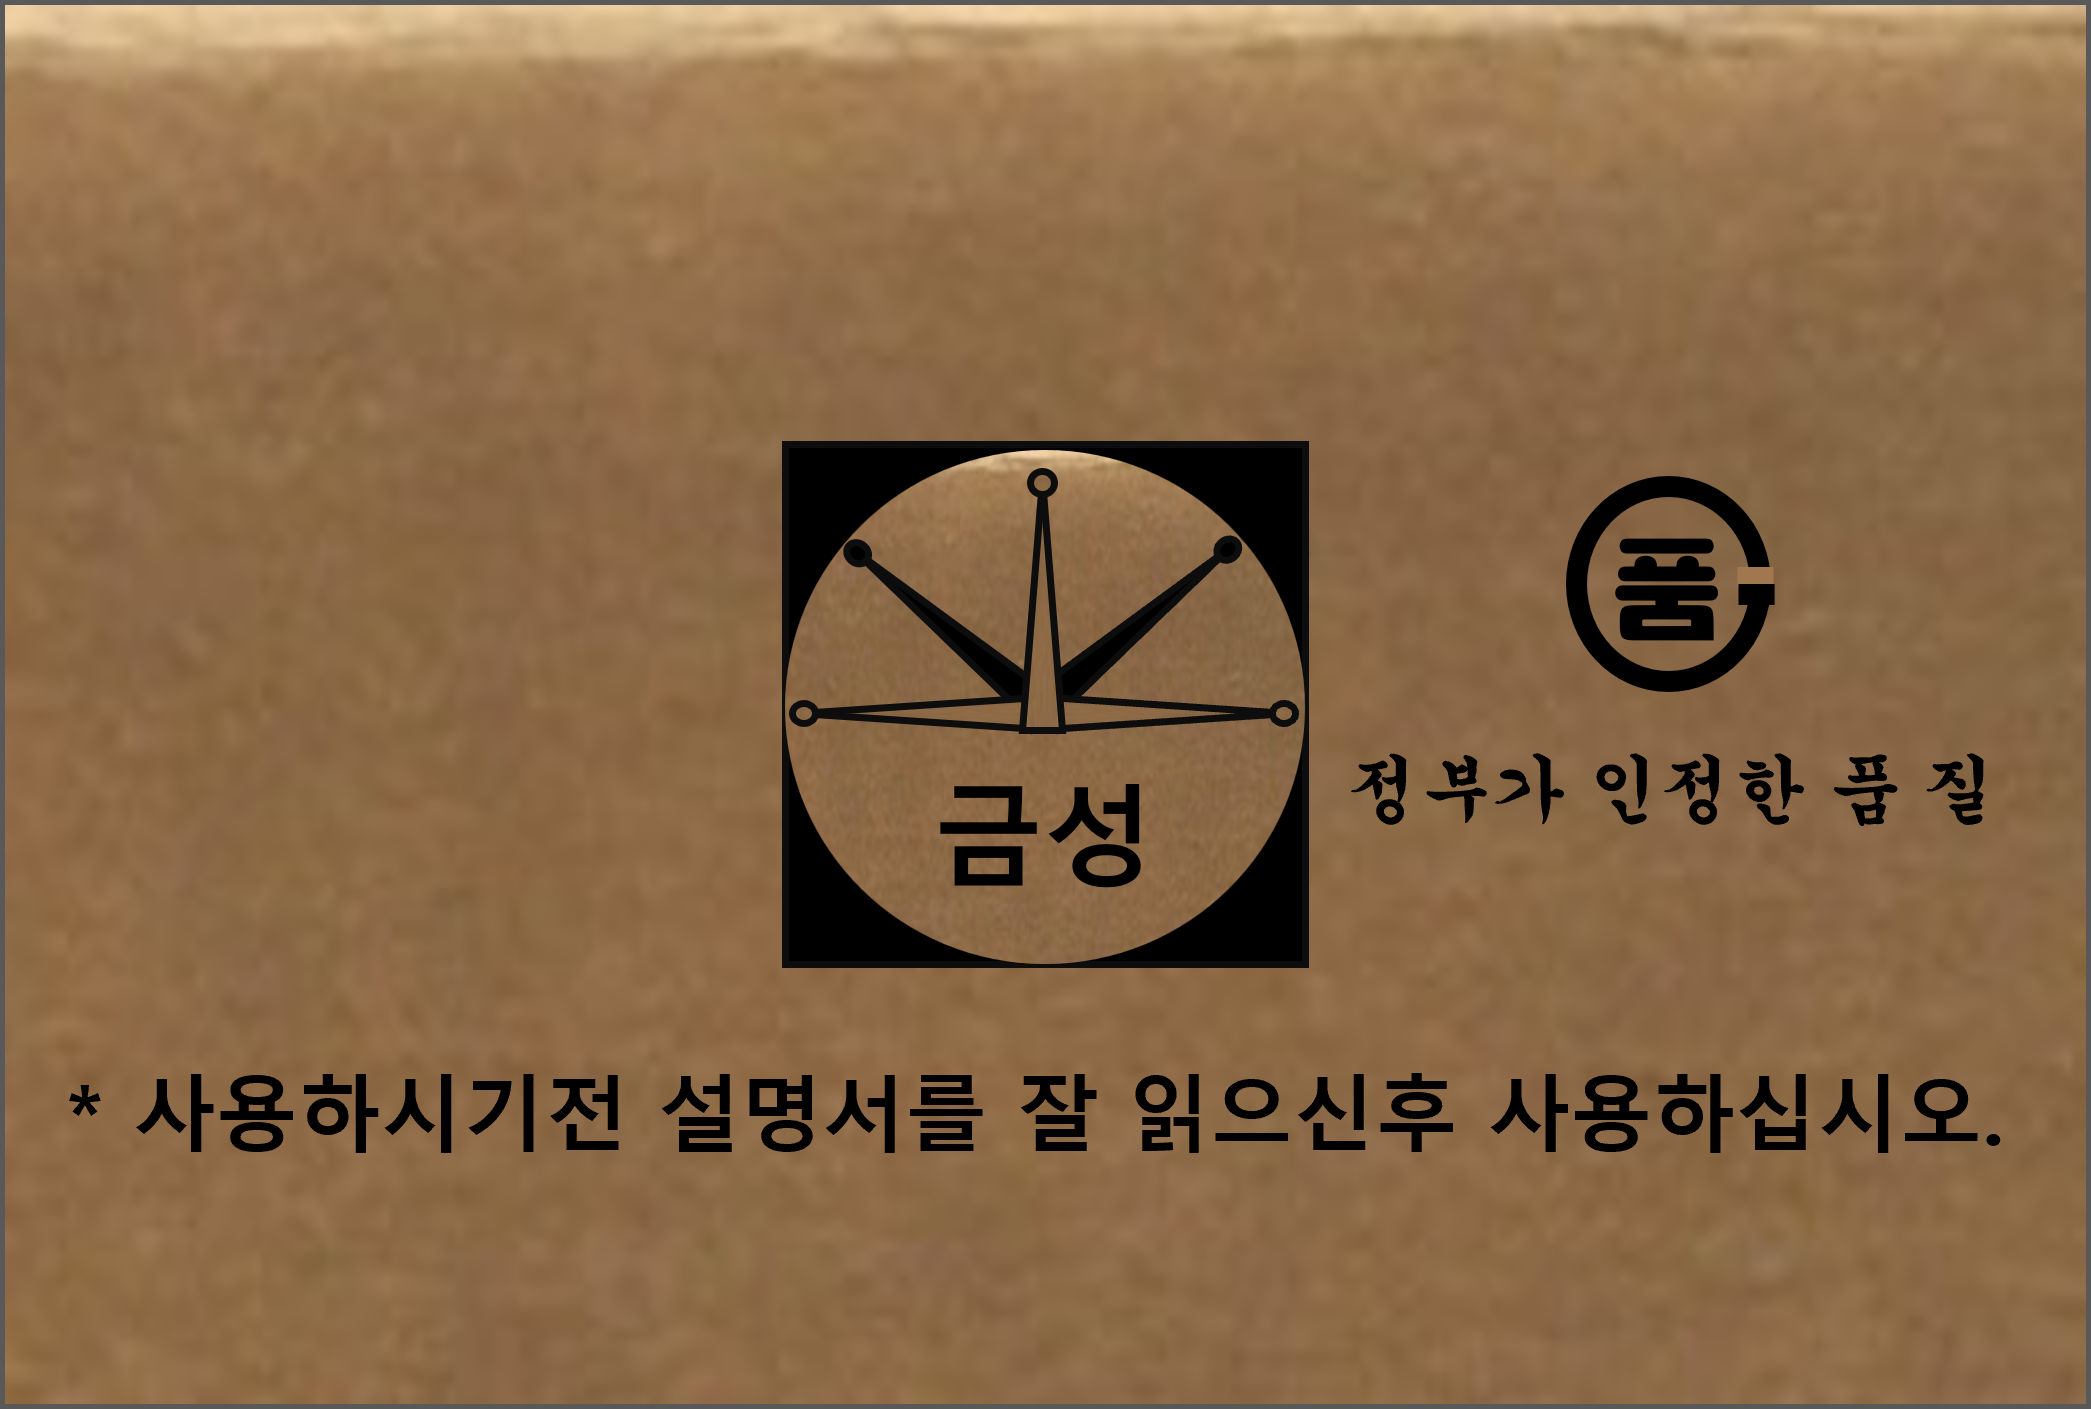 품
정부가 인정한 품질
금성
* 사용하시기전 설명서를 잘 읽으신후 사용하십시오.